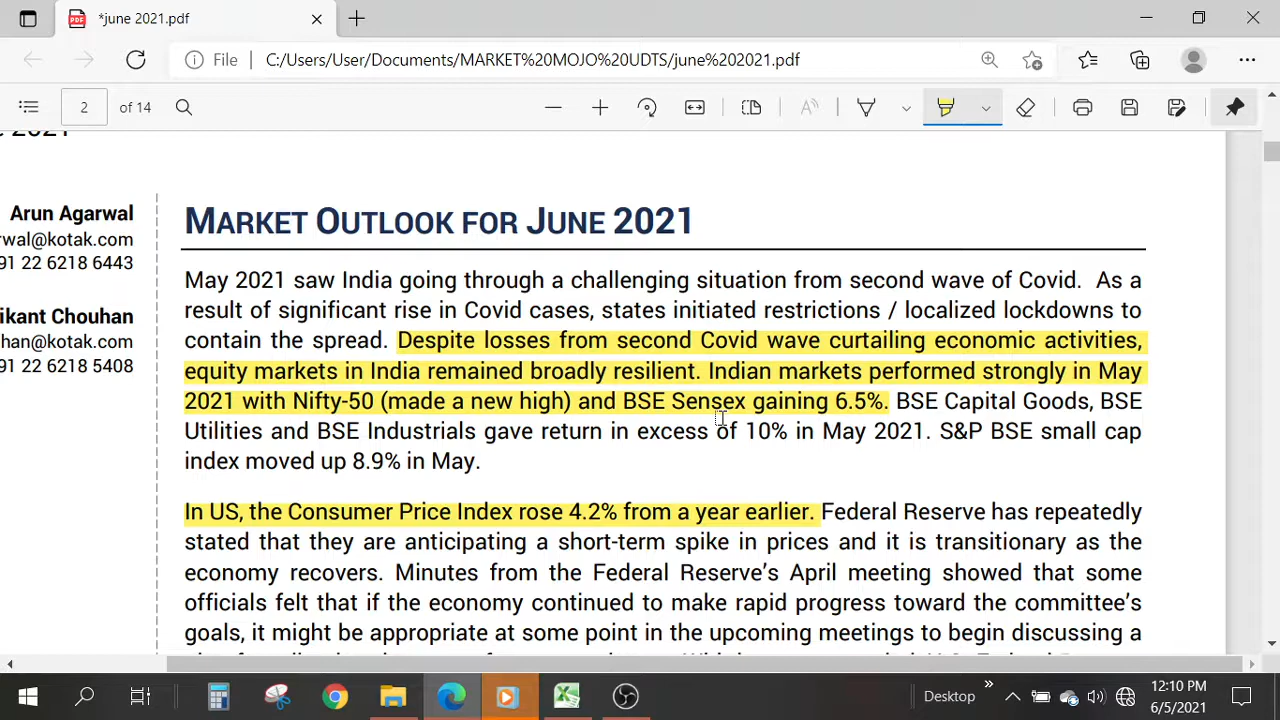 *june 2021.pdf
File C:/Users/User/Documents/MARKET%20MOJO%20UDTS/june%202021.pdf
2 of 14
2021
Arun Agarwal
rwal@kotak.com
91 22 6218 6443
ikant Chouhan
han@kotak.com
91 22 6218 5408
MARKET OUTLOOK FOR JUNE 2021
May 2021 saw India going through a challenging situation from second wave of Covid. As a
result of significant rise in Covid cases, states initiated restrictions / localized lockdowns to
contain the spread. Despite losses from second Covid wave curtailing economic activities,
equity markets in India remained broadly resilient. Indian markets performed strongly in May
2021 with Nifty-50 (made a new high) and BSE Sensex gaining 6.5%. BSE Capital Goods, BSE
Utilities and BSE Industrials gave return in excess of 10% in May 2021. S&P BSE small cap
index moved up 8.9% in May.
In US, the Consumer Price Index rose 4.2% from a year earlier. Federal Reserve has repeatedly
stated that they are anticipating a short-term spike in prices and it is transitionary as the
economy recovers. Minutes from the Federal Reserve's April meeting showed that some
officials felt that if the economy continued to make rapid progress toward the committee's
goals, it might be appropriate at some point in the upcoming meetings to begin discussing a
Desktop
12:10 PM
6/5/2021